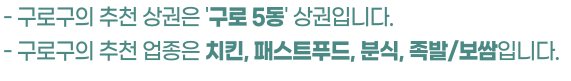 - 구로구의 추천 상권은 '구로 5동' 상권입니다.
- 구로구의 추천 업종은 치킨, 패스트푸드, 분식, 족발/보쌈입니다.